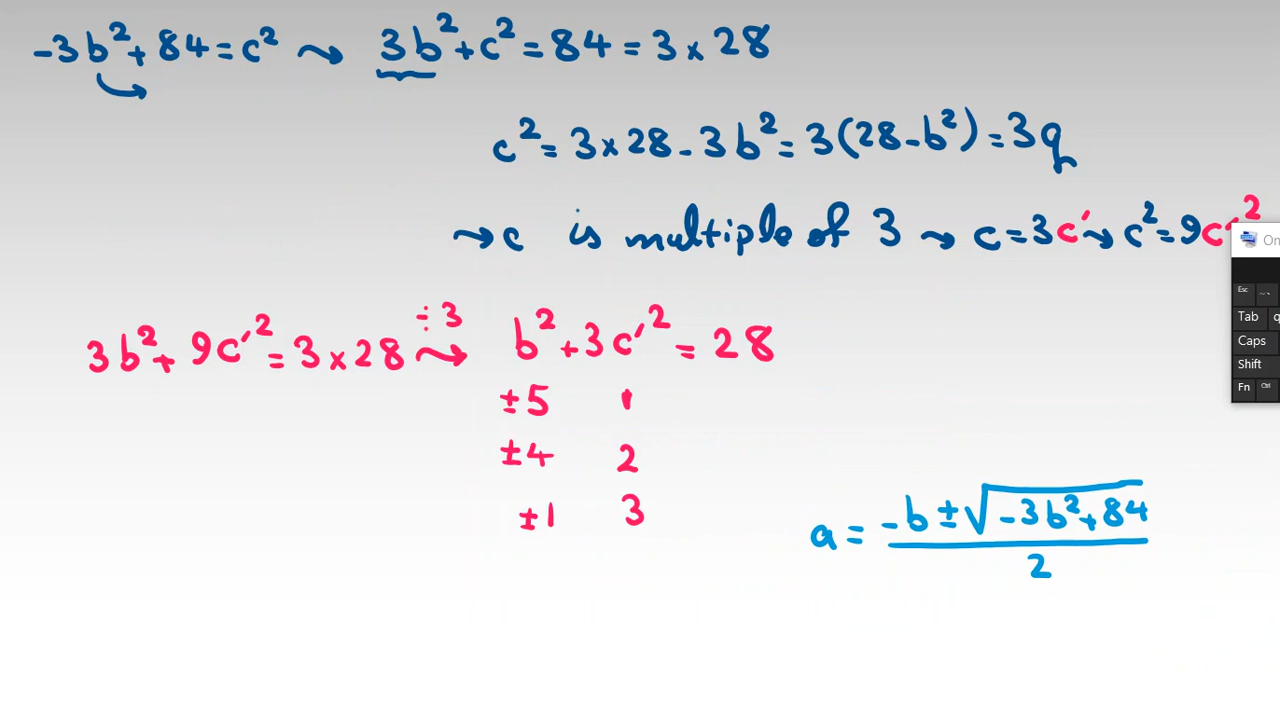 -3b²+84=c² ⇝ 3b²+c²=84=3×28
c²=3×28-3b²=3(28-b²)=3q
⇝ c is multiple of 3 ⇝ c=3c' ⇝ c²=9c'²
3b²+9c'²=3×28 ⇝ ÷3 b²+3c'²=28
±5 1
±4 2
±1 3
a = (-b±√(-3b²+84))/2
On
Esc ~`
Tab q
Caps
Shift
Fn Ctrl